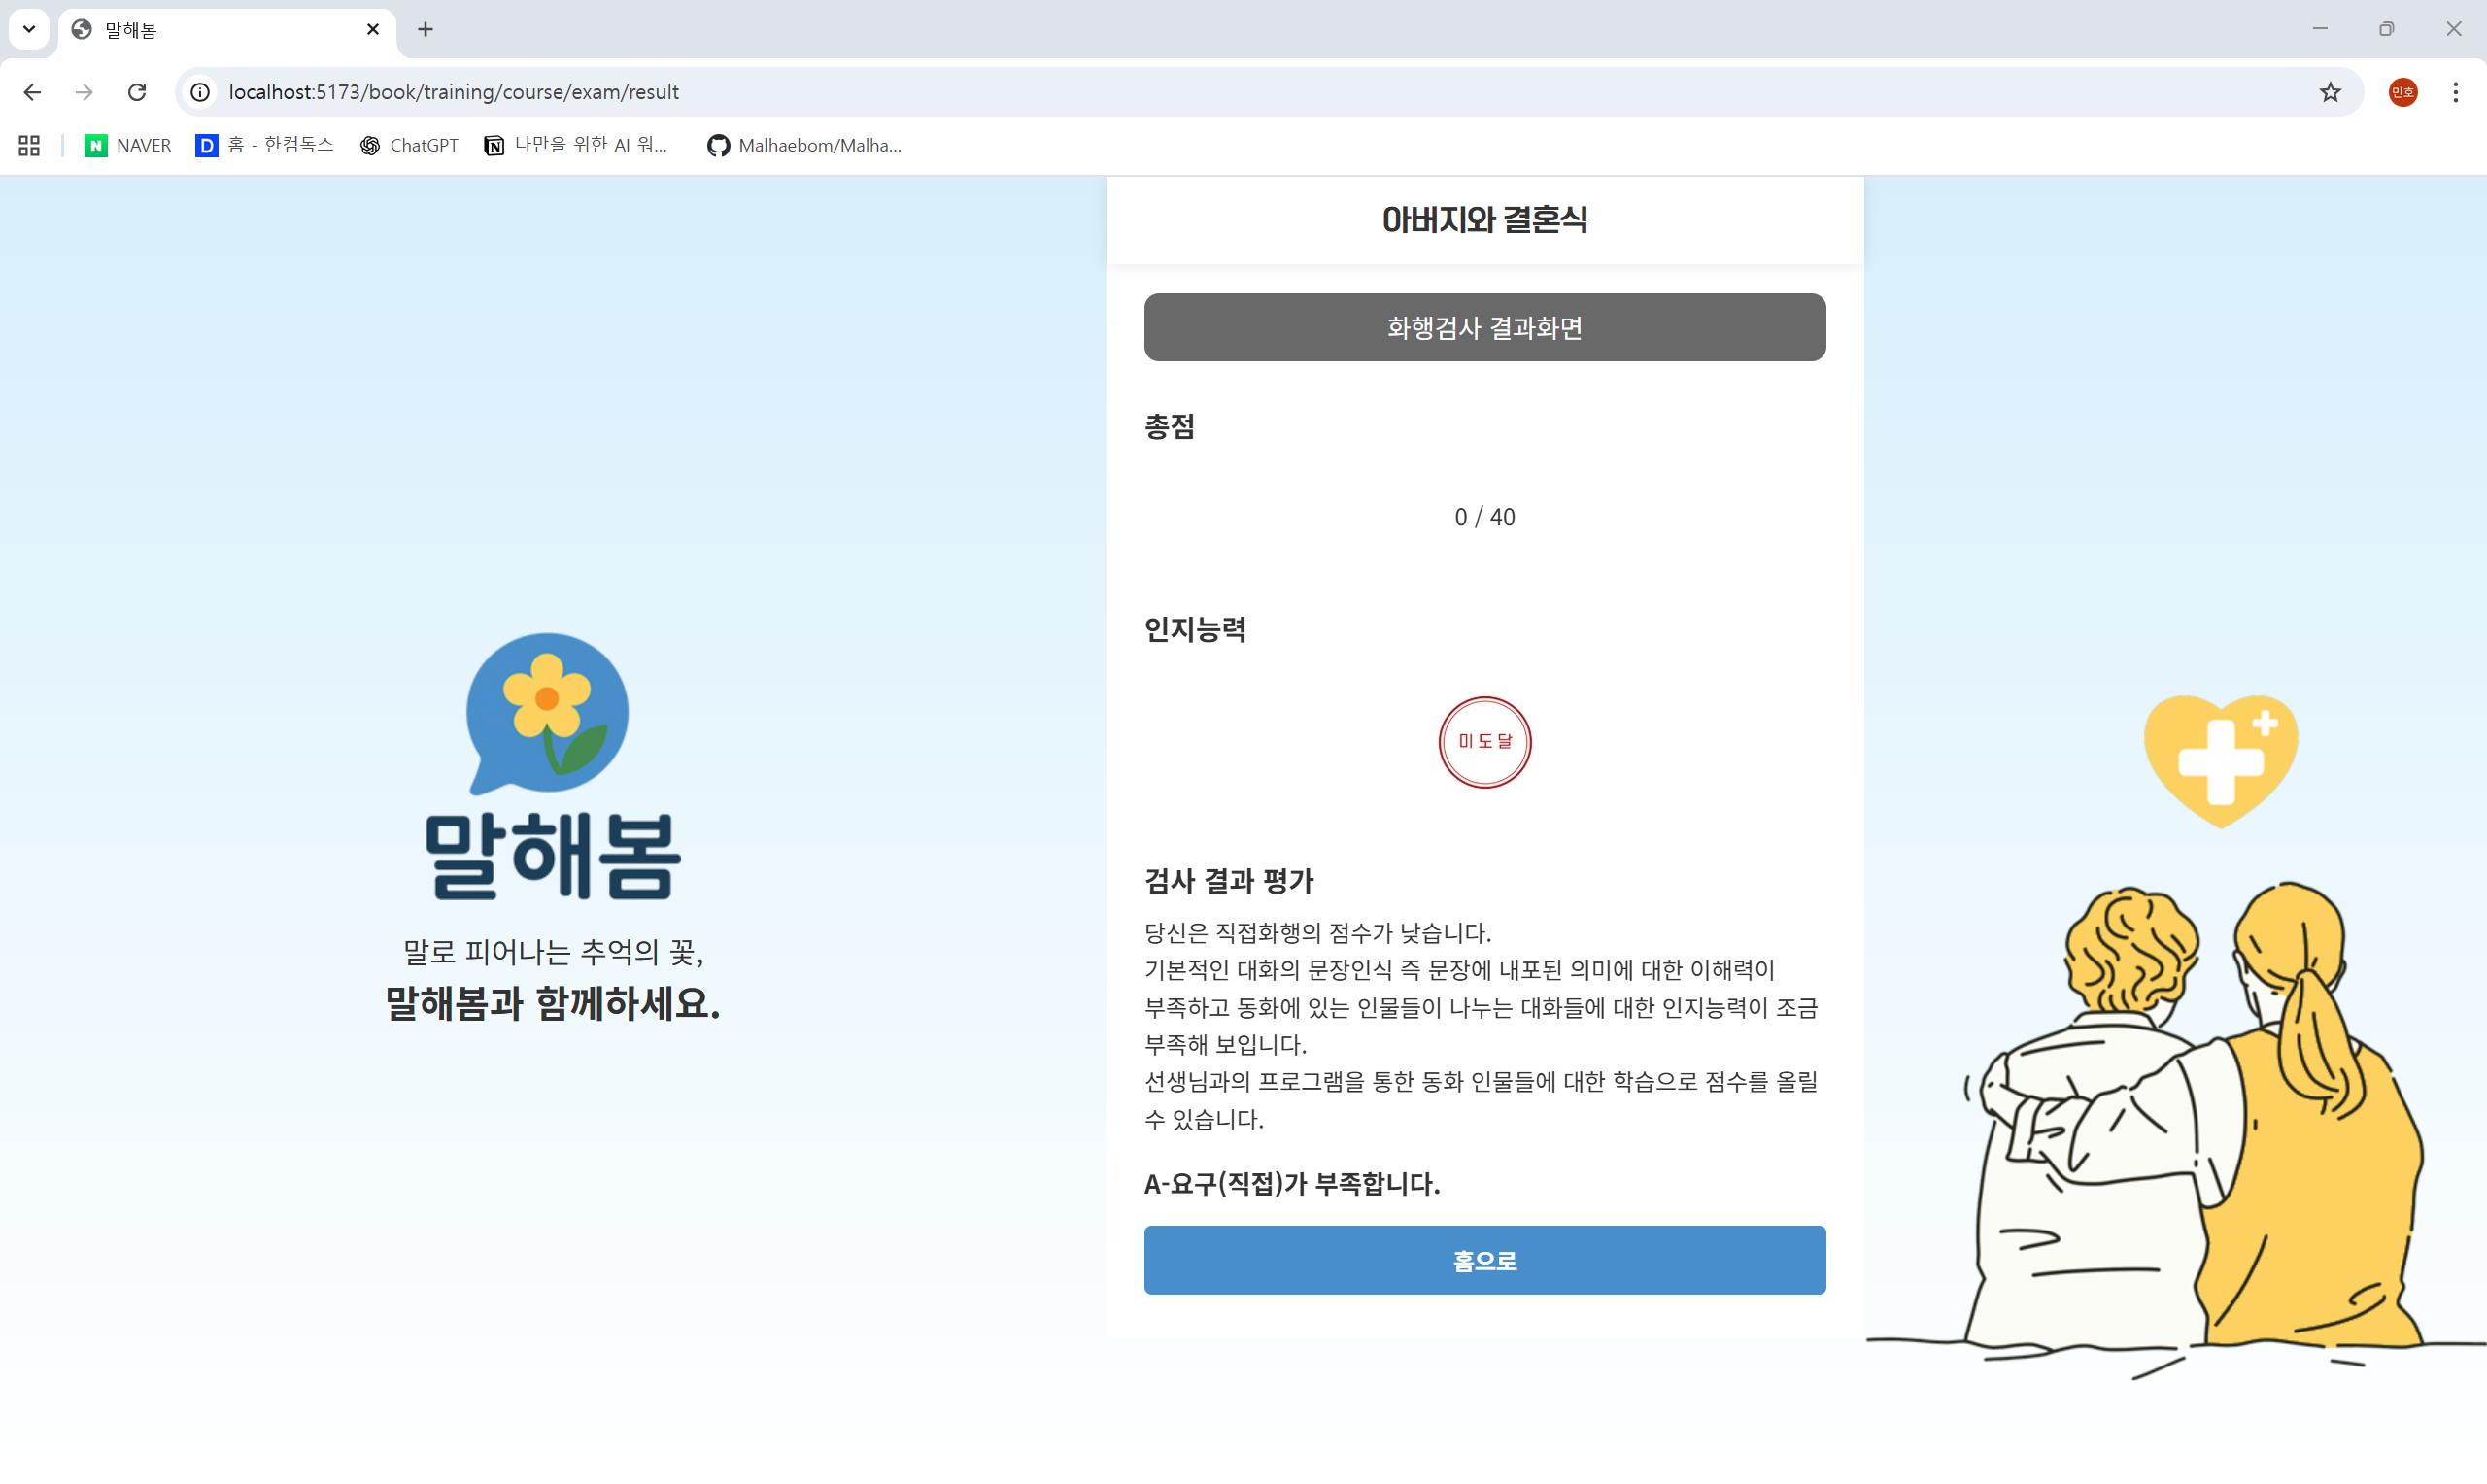 말해봄
localhost:5173/book/training/course/exam/result
민호
NAVER
홈 - 한컴독스
ChatGPT
나만을 위한 AI 워...
Malhaebom/Malha...
아버지와 결혼식
화행검사 결과화면
총점
0 / 40
인지능력
미도달
말해봄
말로 피어나는 추억의 꽃,
말해봄과 함께하세요.
검사 결과 평가
당신은 직접화행의 점수가 낮습니다.
기본적인 대화의 문장인식 즉 문장에 내포된 의미에 대한 이해력이
부족하고 동화에 있는 인물들이 나누는 대화들에 대한 인지능력이 조금
부족해 보입니다.
선생님과의 프로그램을 통한 동화 인물들에 대한 학습으로 점수를 올릴
수 있습니다.
A-요구(직접)가 부족합니다.
홈으로